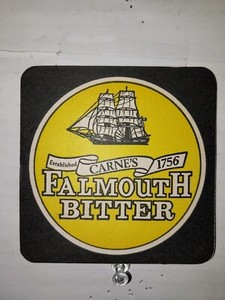 Established CARNE'S 1756
FALMOUTH
BITTER